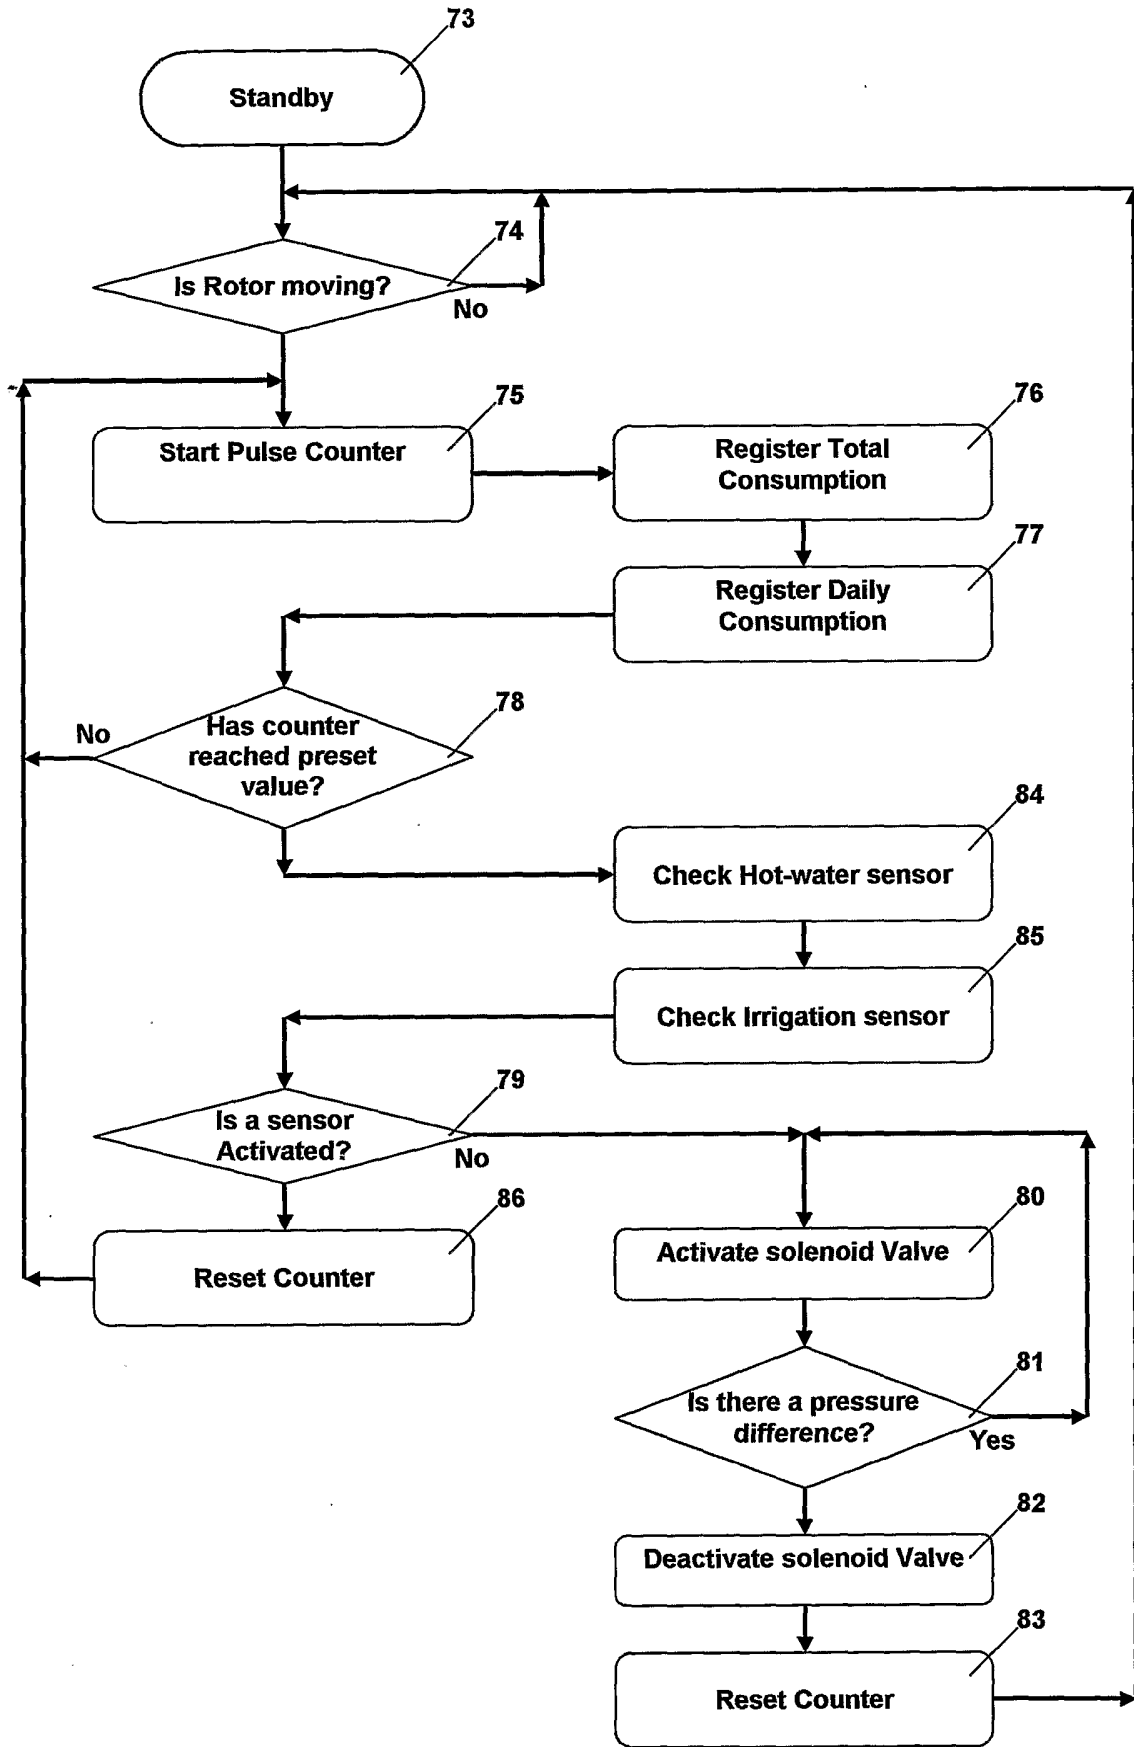 73
Standby
74
Is Rotor moving?
No
75
Start Pulse Counter
76
Register Total
Consumption
77
Register Daily
Consumption
78
No
Has counter
reached preset
value?
84
Check Hot-water sensor
85
Check Irrigation sensor
79
Is a sensor
Activated?
No
86
Reset Counter
80
Activate solenoid Valve
81
Is there a pressure
difference?
Yes
82
Deactivate solenoid Valve
83
Reset Counter